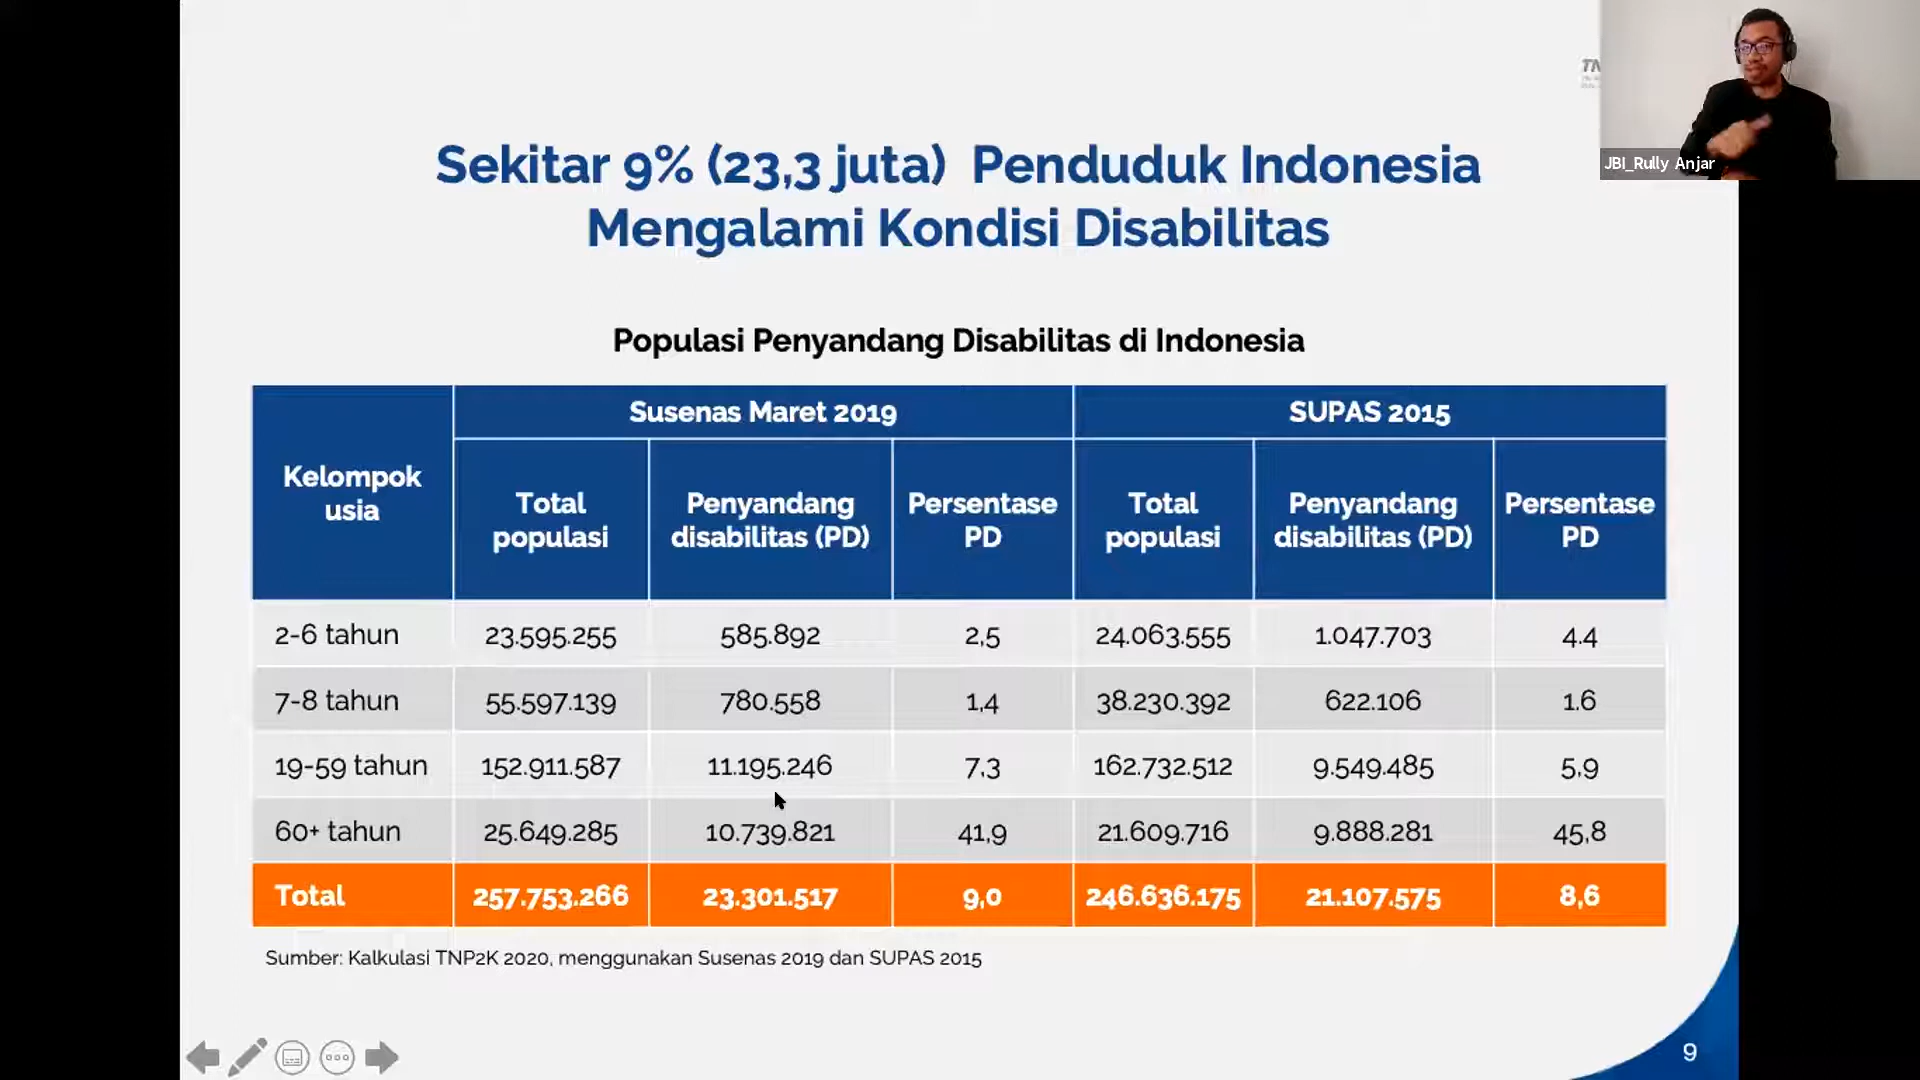 TN
JBI_Rully Anjar
Sekitar 9% (23,3 juta) Penduduk Indonesia
Mengalami Kondisi Disabilitas
Populasi Penyandang Disabilitas di Indonesia
Kelompok usia Susenas Maret 2019 SUPAS 2015
Total populasi Penyandang disabilitas (PD) Persentase PD Total populasi Penyandang disabilitas (PD) Persentase PD
2-6 tahun 23.595.255 585.892 2,5 24.063.555 1.047.703 4.4
7-8 tahun 55.597.139 780.558 1,4 38.230.392 622.106 1.6
19-59 tahun 152.911.587 11.195.246 7,3 162.732.512 9.549.485 5,9
60+ tahun 25.649.285 10.739.821 41,9 21.609.716 9.888.281 45,8
Total 257.753.266 23.301.517 9,0 246.636.175 21.107.575 8,6
Sumber: Kalkulasi TNP2K 2020, menggunakan Susenas 2019 dan SUPAS 2015
9